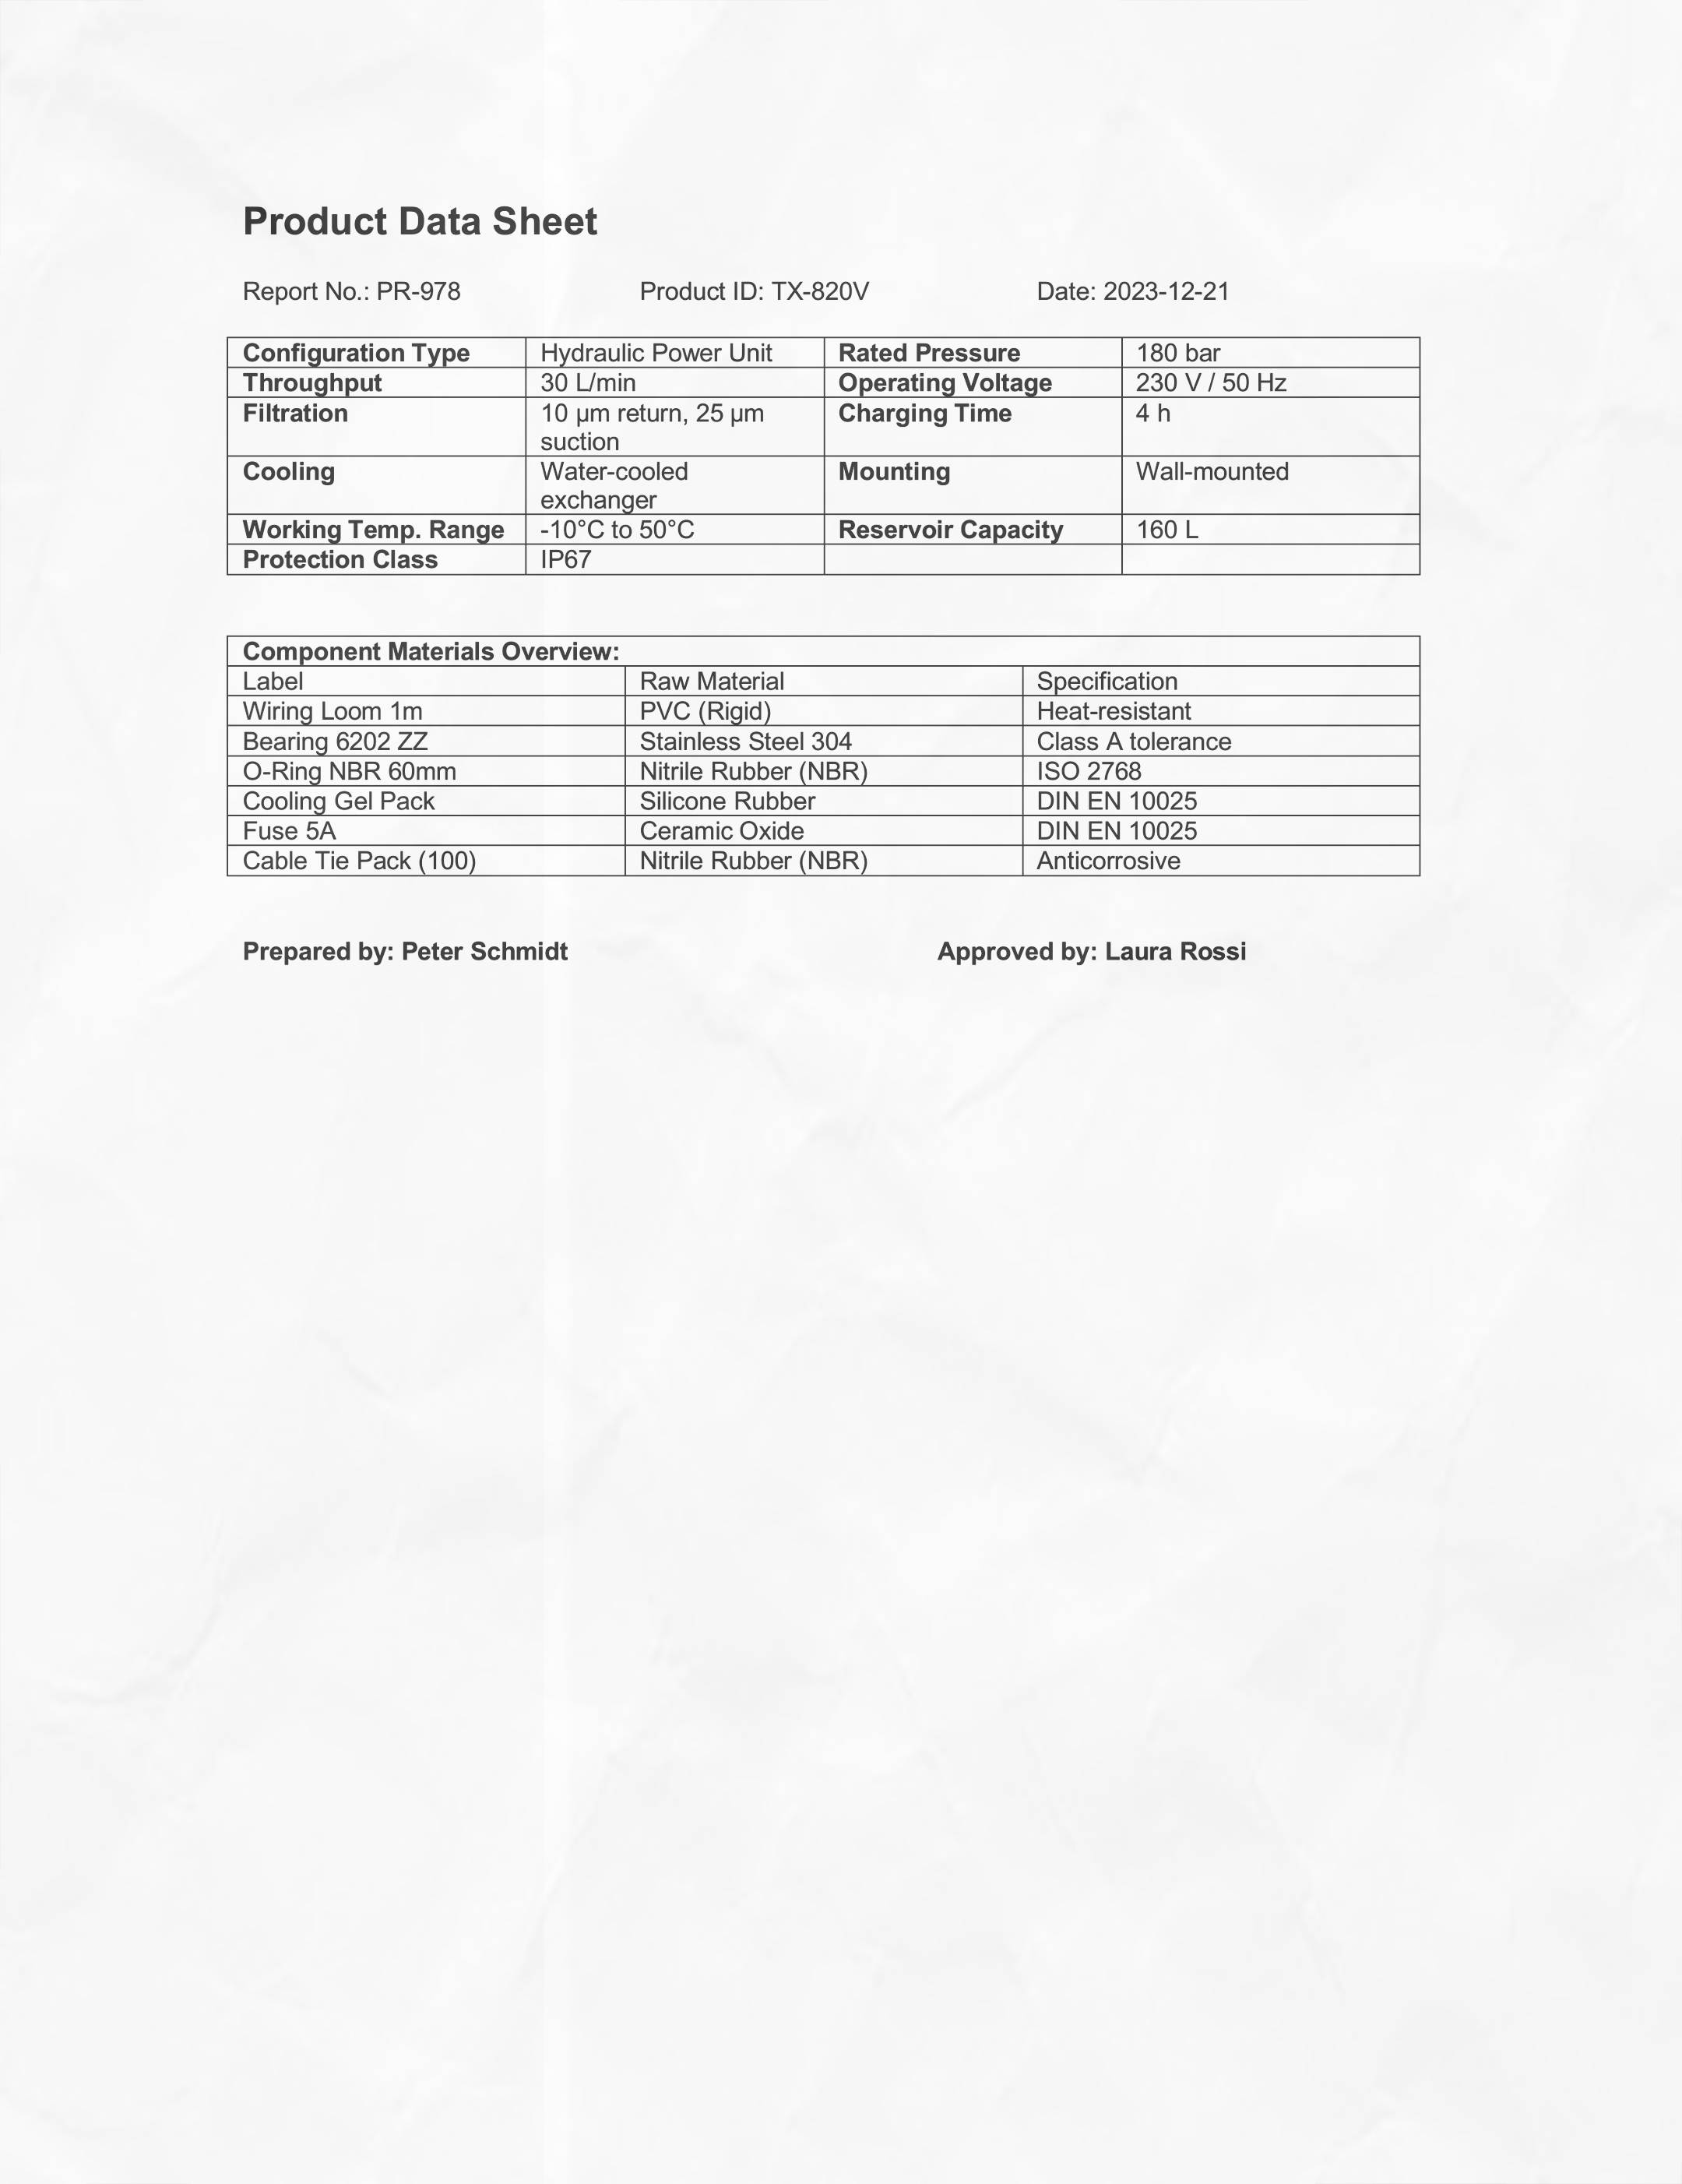 Product Data Sheet
Report No.: PR-978 Product ID: TX-820V Date: 2023-12-21
Configuration Type Hydraulic Power Unit Rated Pressure 180 bar
Throughput 30 L/min Operating Voltage 230 V / 50 Hz
Filtration 10 µm return, 25 µm suction Charging Time 4 h
Cooling Water-cooled exchanger Mounting Wall-mounted
Working Temp. Range -10°C to 50°C Reservoir Capacity 160 L
Protection Class IP67
Component Materials Overview:
Label Raw Material Specification
Wiring Loom 1m PVC (Rigid) Heat-resistant
Bearing 6202 ZZ Stainless Steel 304 Class A tolerance
O-Ring NBR 60mm Nitrile Rubber (NBR) ISO 2768
Cooling Gel Pack Silicone Rubber DIN EN 10025
Fuse 5A Ceramic Oxide DIN EN 10025
Cable Tie Pack (100) Nitrile Rubber (NBR) Anticorrosive
Prepared by: Peter Schmidt Approved by: Laura Rossi